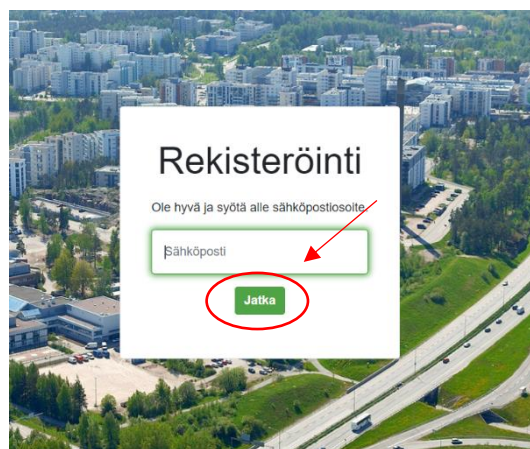 Rekisteröinti
Ole hyvä ja syötä alle sähköpostiosoite.
Sähköposti
Jatka